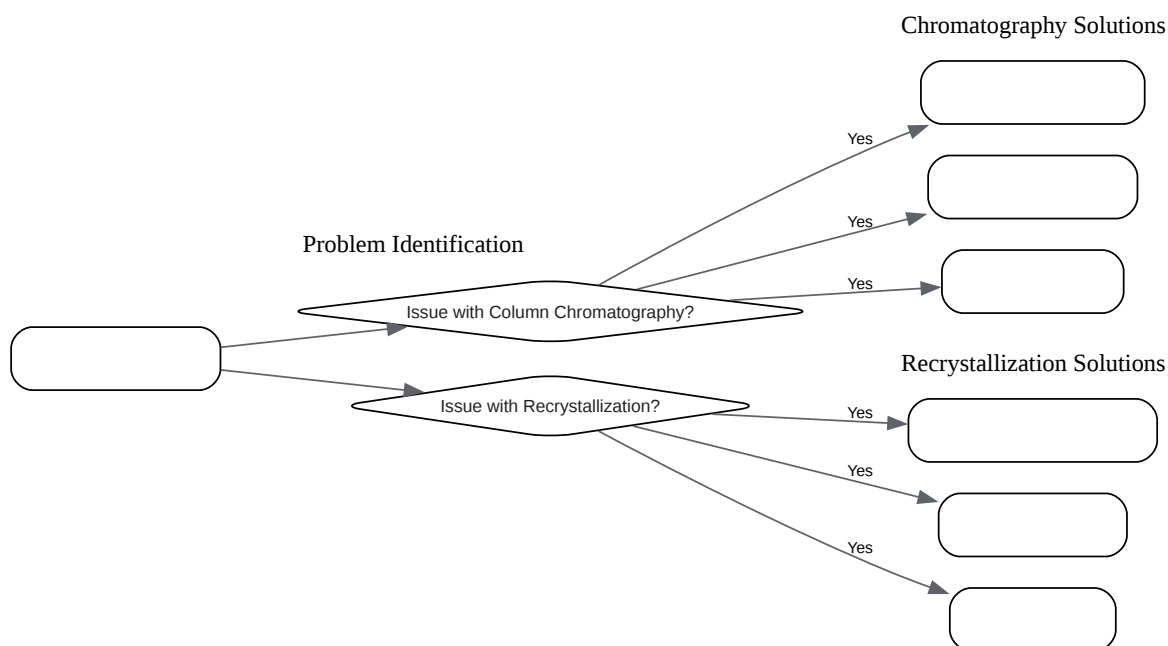 Chromatography Solutions
Yes
Yes
Problem Identification
Yes
Issue with Column Chromatography?
Recrystallization Solutions
Issue with Recrystallization?
Yes
Yes
Yes